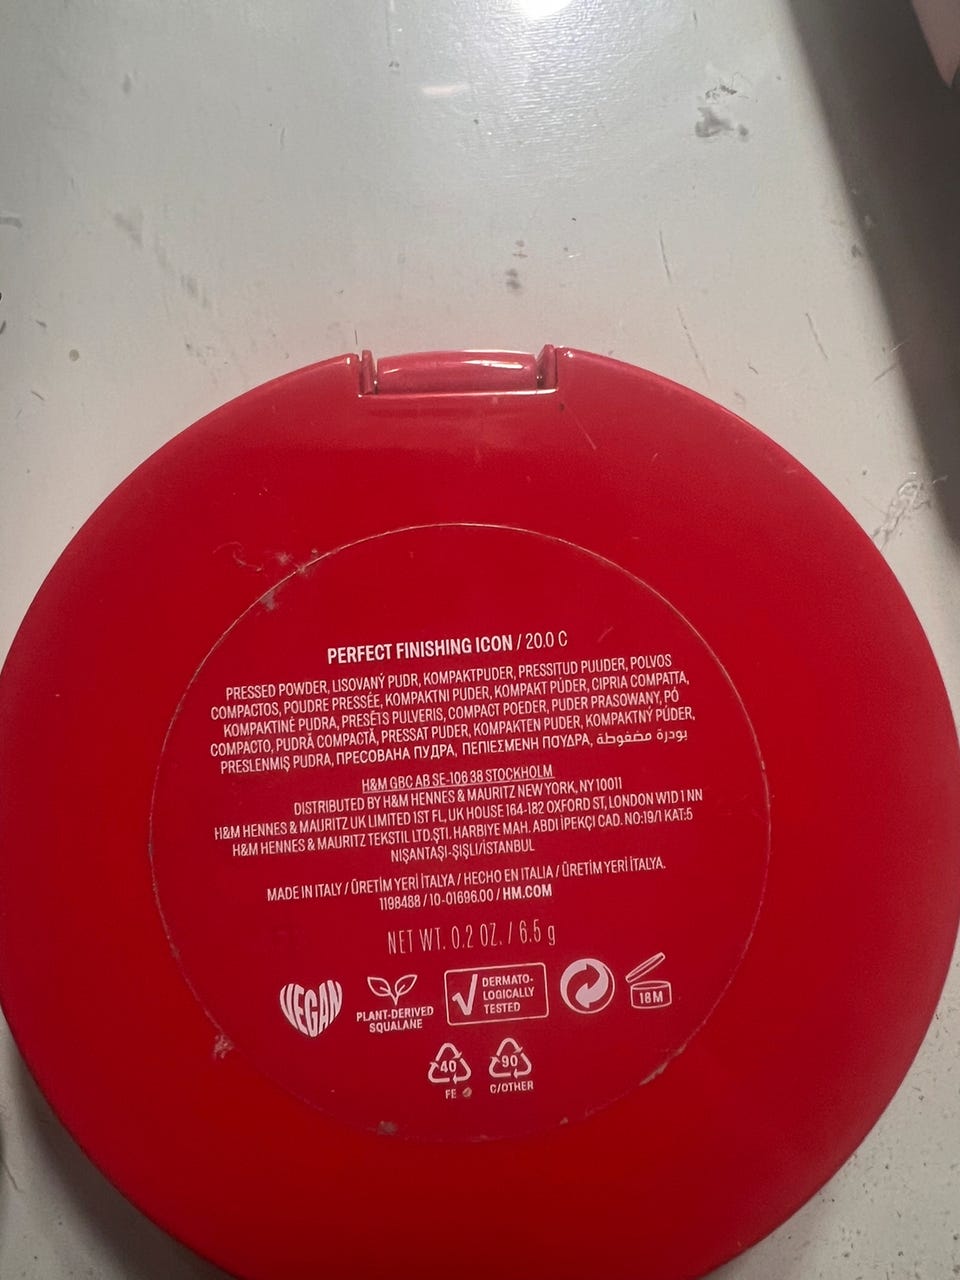 PERFECT FINISHING ICON / 20.0 C
PRESSED POWDER, LISOVANÝ PUDR, KOMPAKTPUDER, PRESSITUD PUUDER, POLVOS
COMPACTOS, POUDRE PRESSÉE, KOMPAKTNI PUDER, KOMPAKT PÚDER, CIPRIA COMPATTA,
KOMPAKTINĖ PUDRA, PRESĒTS PULVERIS, COMPACT POEDER, PUDER PRASOWANY, PÓ
COMPACTO, PUDRĂ COMPACTĂ, PRESSAT PUDER, KOMPAKTEN PUDER, KOMPAKTNÝ PÚDER,
PRESLENMIŞ PUDRA, ПРЕСОВАНА ПУДРА, ΠΕΠΙΕΣΜΕΝΗ ΠΟΥΔΡΑ, بودرة مضغوطة
H&M GBC AB SE-106 38 STOCKHOLM
DISTRIBUTED BY H&M HENNES & MAURITZ NEW YORK, NY 10011
H&M HENNES & MAURITZ UK LIMITED 1ST FL, UK HOUSE 164-182 OXFORD ST, LONDON W1D 1 NN
H&M HENNES & MAURITZ TEKSTIL LTD.ŞTI. HARBIYE MAH. ABDI İPEKÇI CAD. NO:19/1 KAT:5
NIŞANTAŞI-ŞIŞLI/İSTANBUL
MADE IN ITALY / ÜRETİM YERİ İTALYA / HECHO EN ITALIA / ÜRETİM YERİ İTALYA.
1198488 / 10-01696.00 / HM.COM
NET WT. 0.2 OZ. / 6.5 g
VEGAN
PLANT-DERIVED
SQUALANE
DERMATO-
LOGICALLY
TESTED
18M
40
FE
90
C/OTHER